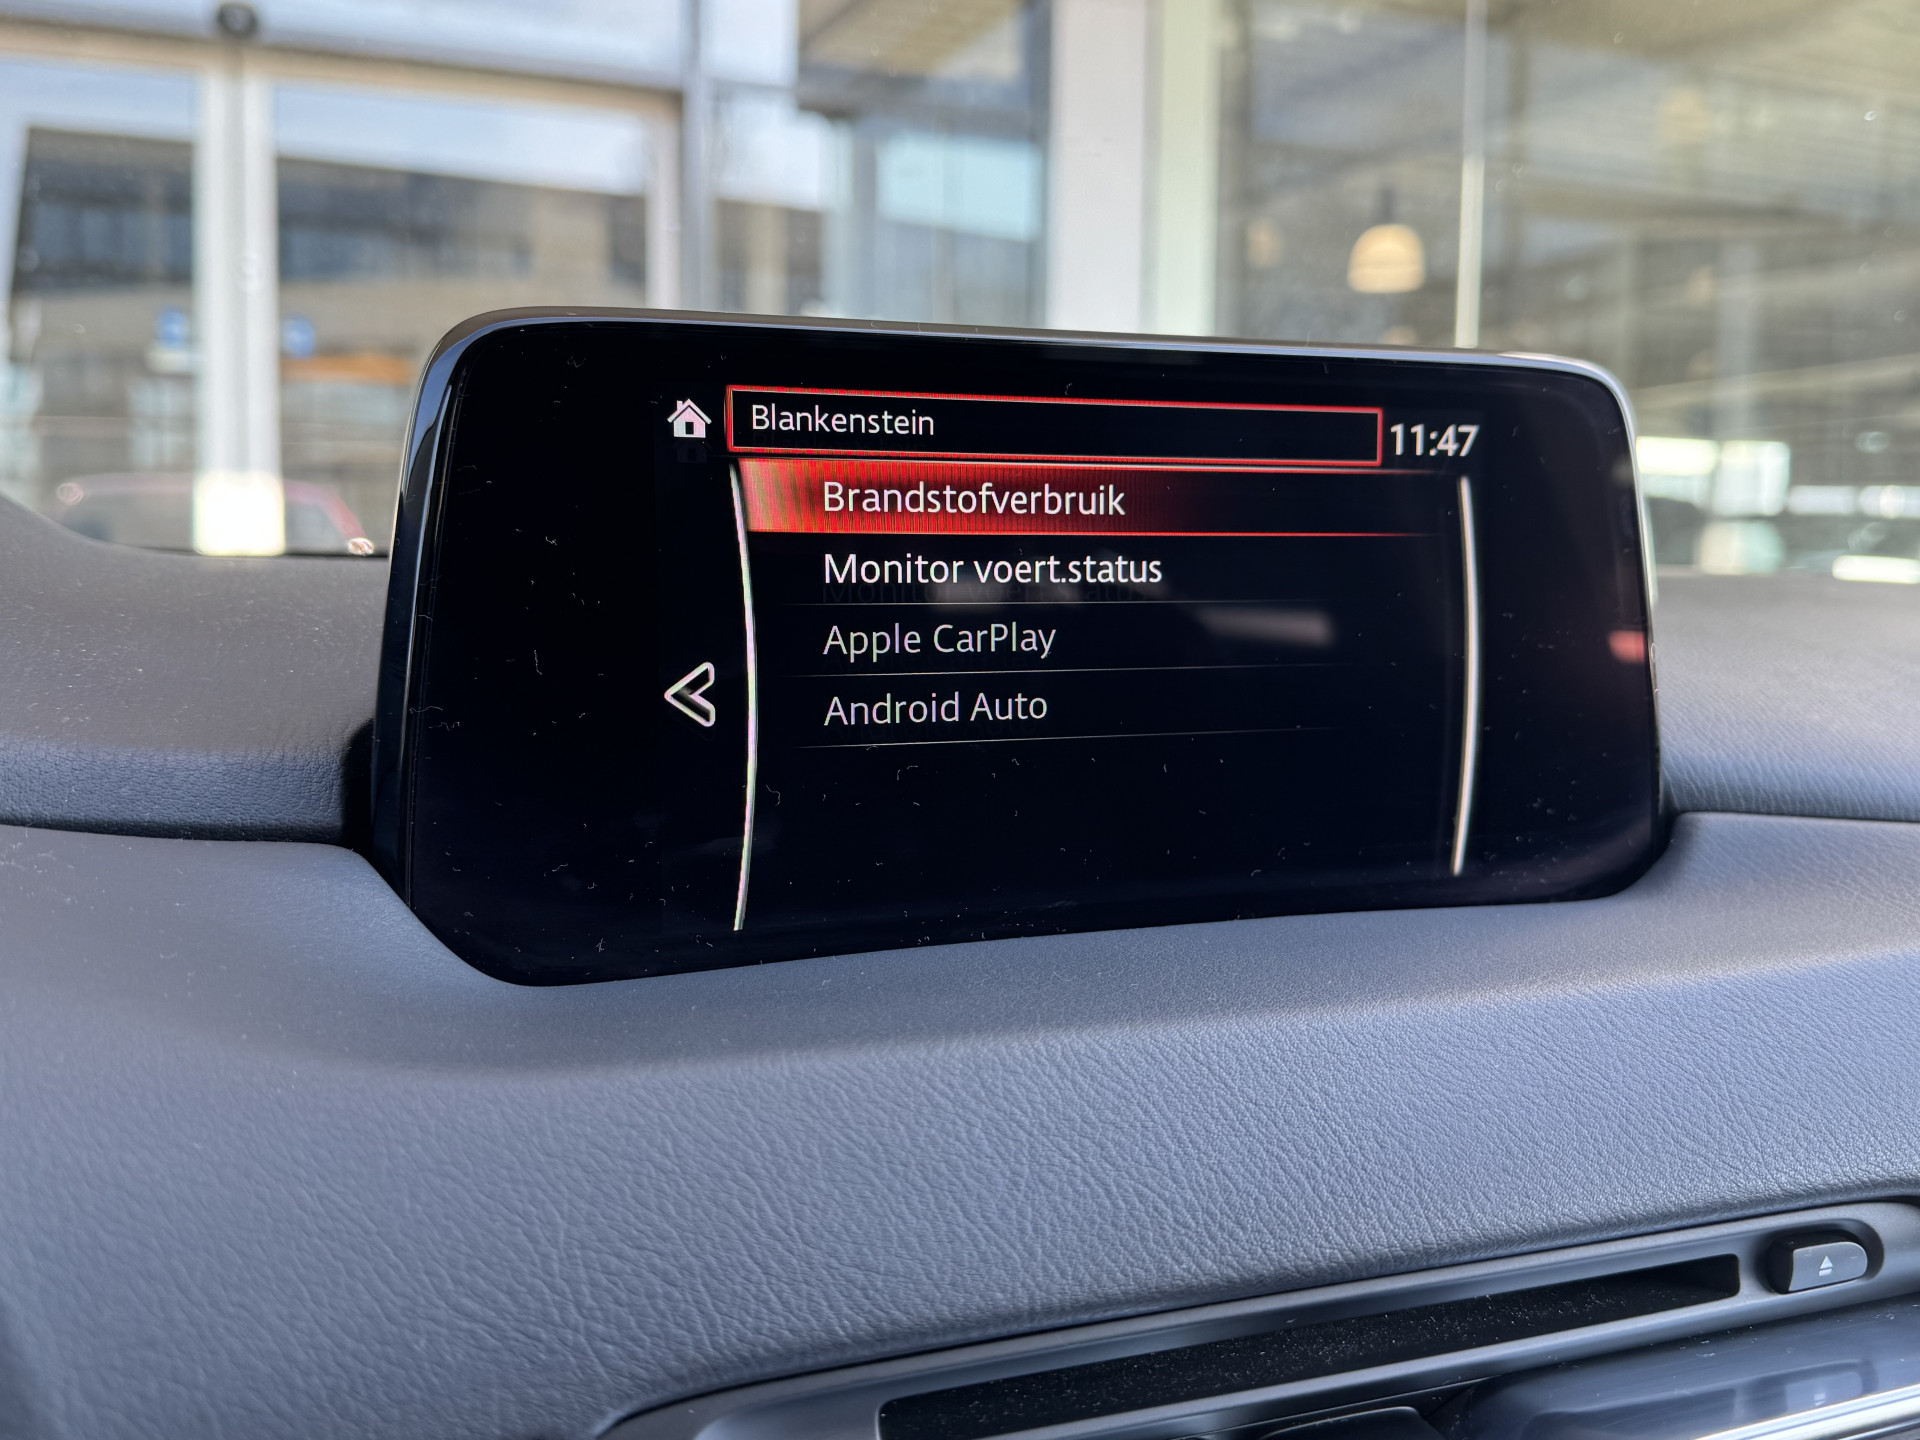 Blankenstein
11:47
Brandstofverbruik
Monitor voert.status
Apple CarPlay
Android Auto